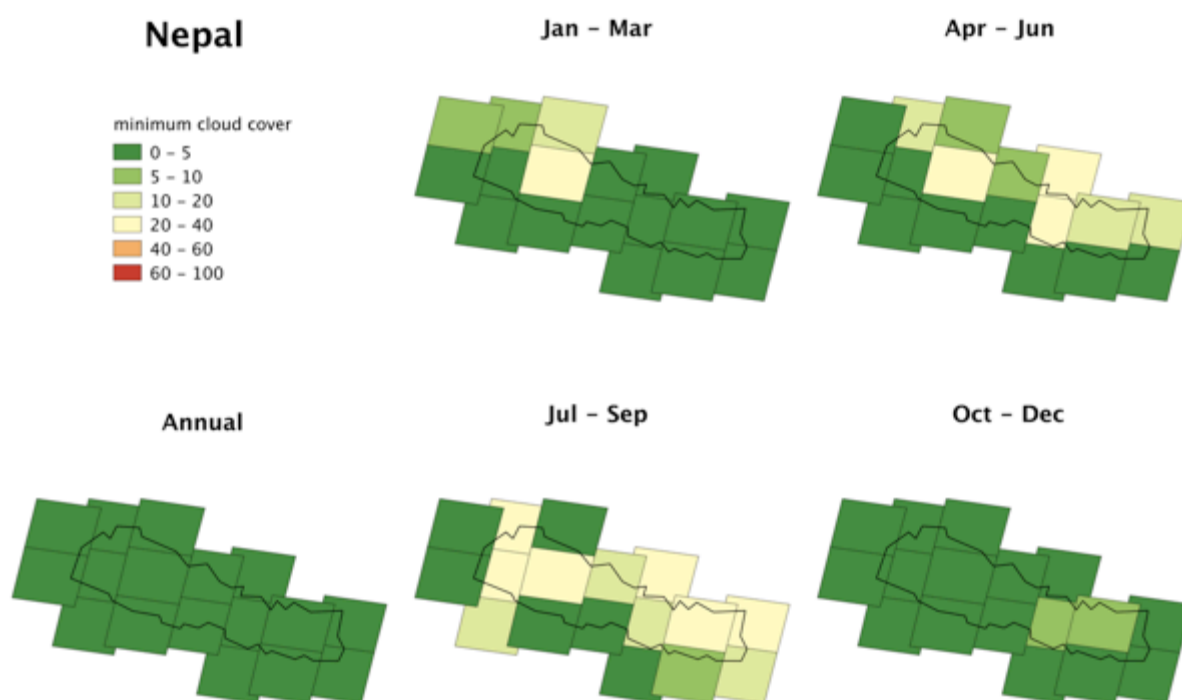 Nepal
Jan – Mar
Apr – Jun
minimum cloud cover
0 – 5
5 – 10
10 – 20
20 – 40
40 – 60
60 – 100
Annual
Jul – Sep
Oct – Dec